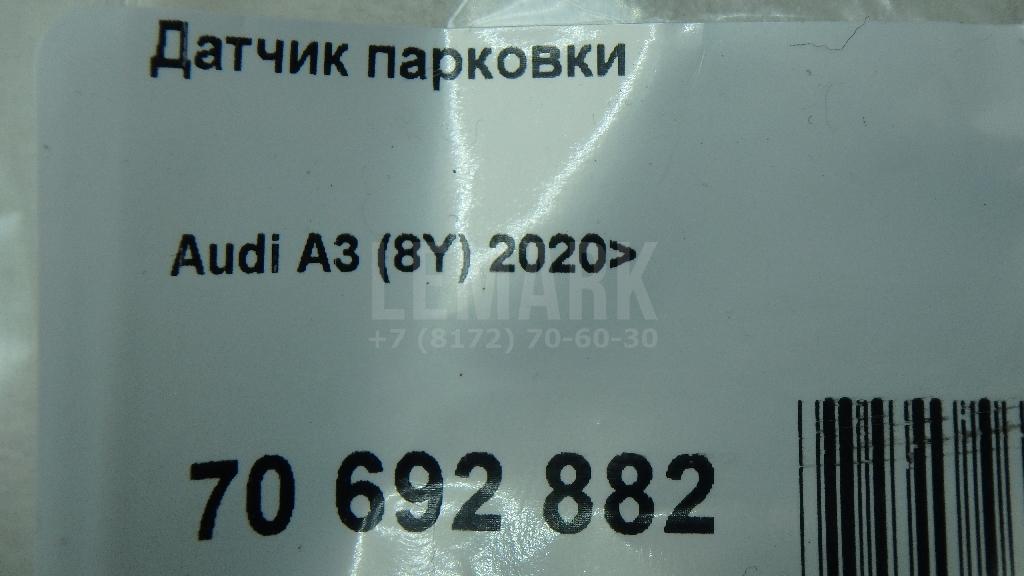 Датчик парковки
Audi A3 (8Y) 2020>
LEMARK
+7 (8172) 70-60-30
70 692 882